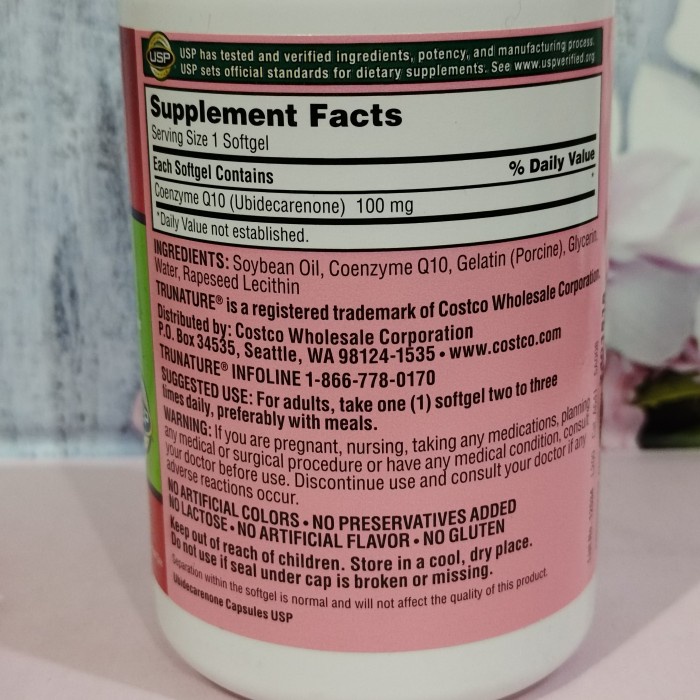 USP
USP has tested and verified ingredients, potency, and manufacturing process.
USP sets official standards for dietary supplements. See www.uspverified.org
Supplement Facts
Serving Size 1 Softgel
Each Softgel Contains % Daily Value
Coenzyme Q10 (Ubidecarenone) 100 mg *
*Daily Value not established.
INGREDIENTS: Soybean Oil, Coenzyme Q10, Gelatin (Porcine), Glycerin,
Water, Rapeseed Lecithin
TRUNATURE® is a registered trademark of Costco Wholesale Corporation.
Distributed by: Costco Wholesale Corporation
P.O. Box 34535, Seattle, WA 98124-1535 • www.costco.com
TRUNATURE® INFOLINE 1-866-778-0170
SUGGESTED USE: For adults, take one (1) softgel two to three
times daily, preferably with meals.
WARNING: If you are pregnant, nursing, taking any medications, planning
any medical or surgical procedure or have any medical condition, consult
your doctor before use. Discontinue use and consult your doctor if any
adverse reactions occur.
NO ARTIFICIAL COLORS • NO PRESERVATIVES ADDED
NO LACTOSE • NO ARTIFICIAL FLAVOR • NO GLUTEN
Keep out of reach of children. Store in a cool, dry place.
Do not use if seal under cap is broken or missing.
Separation within the softgel is normal and will not affect the quality of this product.
Ubidecarenone Capsules USP